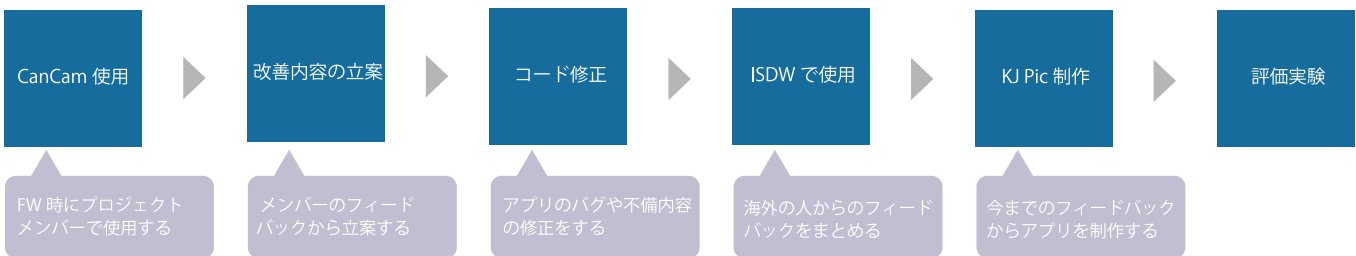 CanCam 使用
改善内容の立案
コード修正
ISDW で使用
KJ Pic 制作
評価実験
FW 時にプロジェクト
メンバーで使用する
メンバーのフィード
バックから立案する
アプリのバグや不備内容
の修正をする
海外の人からのフィード
バックをまとめる
今までのフィードバック
からアプリを制作する